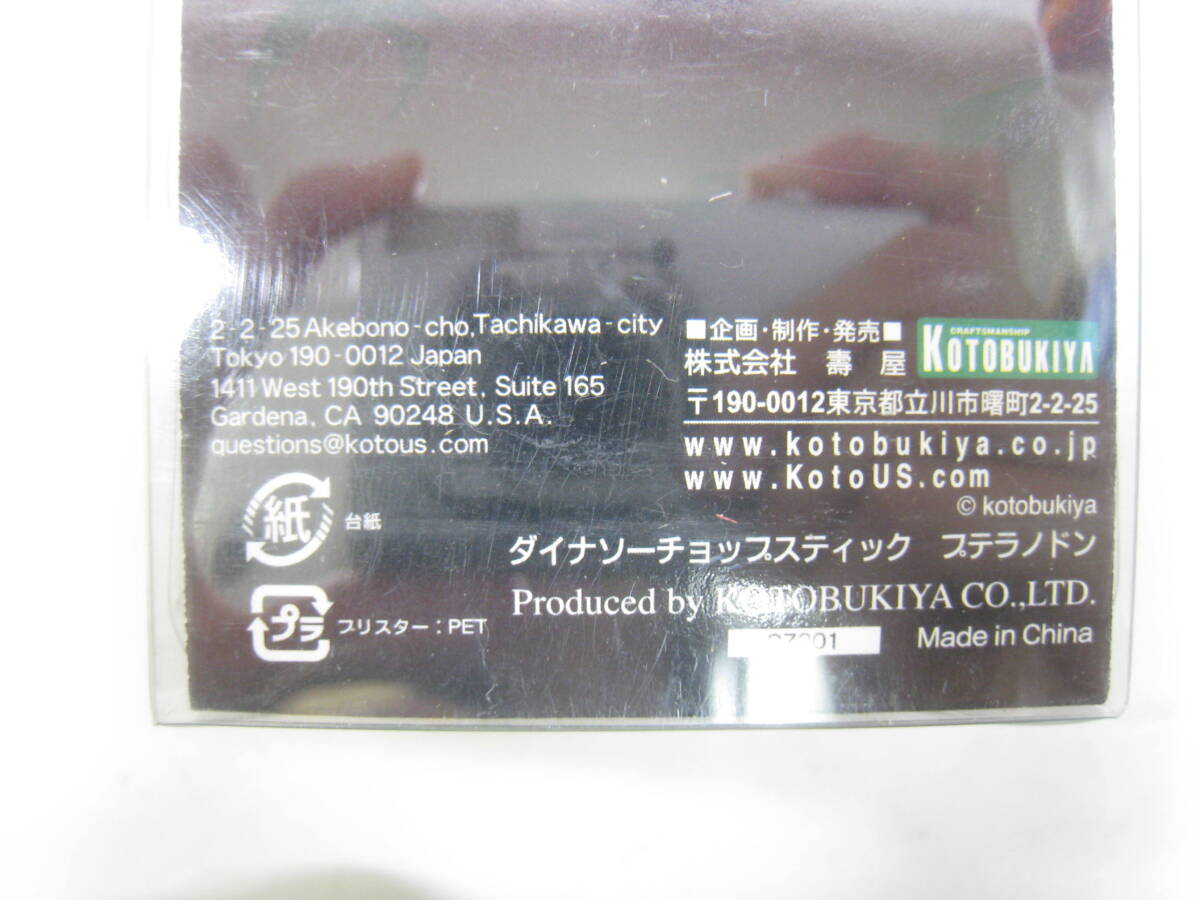 2-2-25 Akebono-cho, Tachikawa-city
Tokyo 190-0012 Japan
1411 West 190th Street, Suite 165
Gardena, CA 90248 U.S.A.
questions@kotous.com
紙
台紙
プラ
ブリスター：PET
■企画・制作・発売■
株式会社 壽 屋
CRAFTSMANSHIP
KOTOBUKIYA
〒190-0012東京都立川市曙町2-2-25
www.kotobukiya.co.jp
www.KotoUS.com
© kotobukiya
ダイナソーチョップスティック プテラノドン
Produced by KOTOBUKIYA CO.,LTD.
Made in China